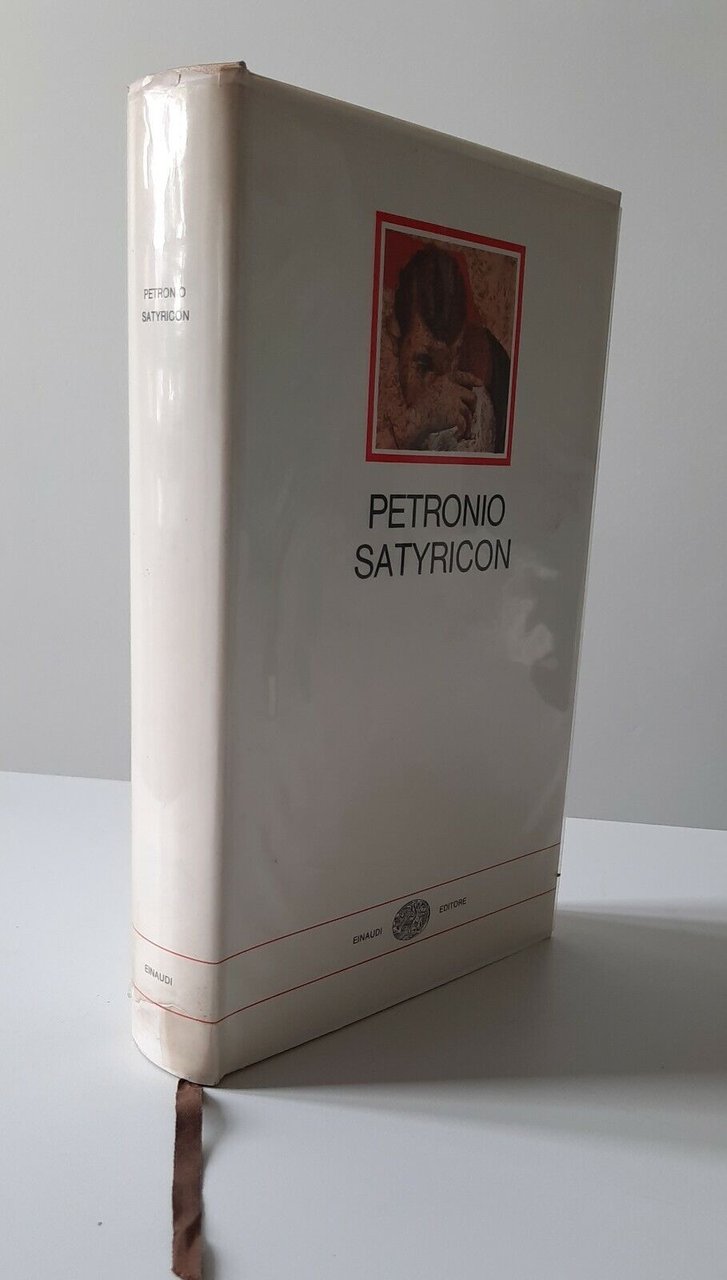 PETRONIO
SATYRICON
EINAUDI
PETRONIO
SATYRICON
EINAUDI EDITORE